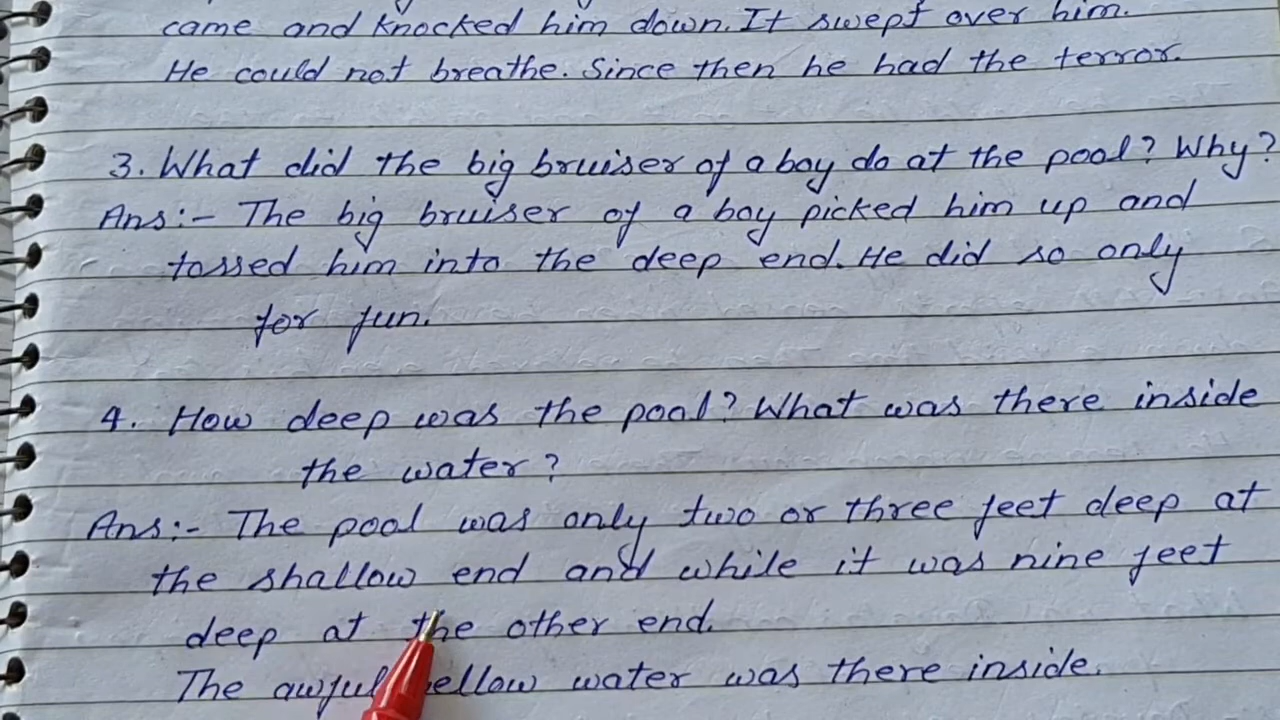 came and knocked him down. It swept over him.
He could not breathe. Since then he had the terror.
3. What did the big bruiser of a boy do at the pool? Why?
Ans:- The big bruiser of a boy picked him up and
tossed him into the deep end. He did so only
for fun.
4. How deep was the pool? What was there inside
the water?
Ans:- The pool was only two or three feet deep at
the shallow end and while it was nine feet
deep at the other end.
The awful water was there inside.